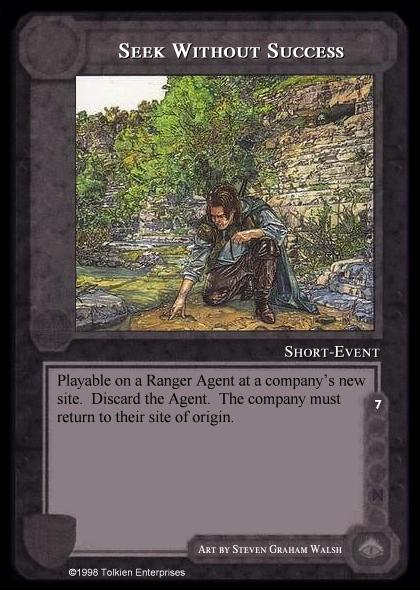 Seek Without Success
Short-Event
Playable on a Ranger Agent at a company's new
site.  Discard the Agent.  The company must
return to their site of origin.
7
N
Art by Steven Graham Walsh
©1998 Tolkien Enterprises